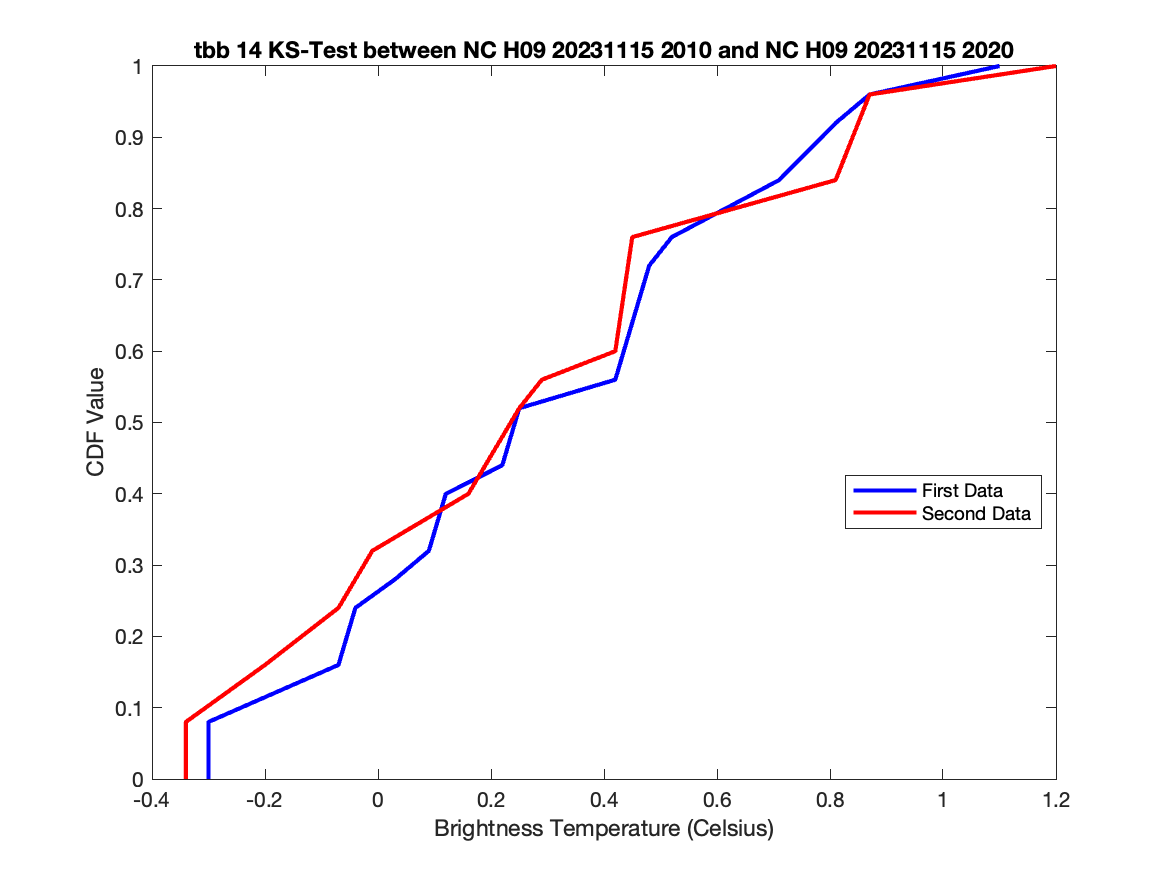 tbb 14 KS-Test between NC H09 20231115 2010 and NC H09 20231115 2020
1
0.9
0.8
0.7
0.6
0.5
0.4
0.3
0.2
0.1
0
CDF Value
First Data
Second Data
-0.4 -0.2 0 0.2 0.4 0.6 0.8 1 1.2
Brightness Temperature (Celsius)